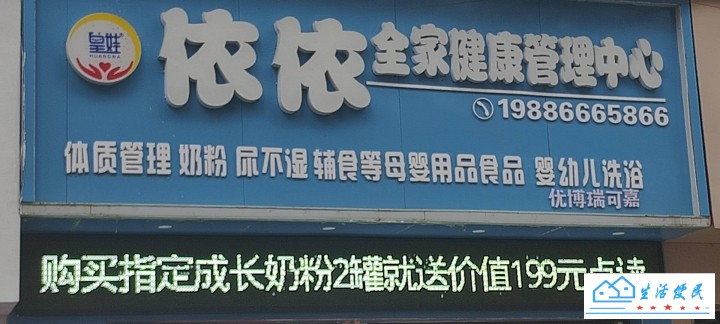 皇娃®
HUANGWA
依依全家健康管理中心
19886665866
体质管理 奶粉 尿不湿 辅食等母婴用品食品 婴幼儿洗浴
优博瑞可嘉
购买指定成长奶粉2罐就送价值199元点读
生活便民